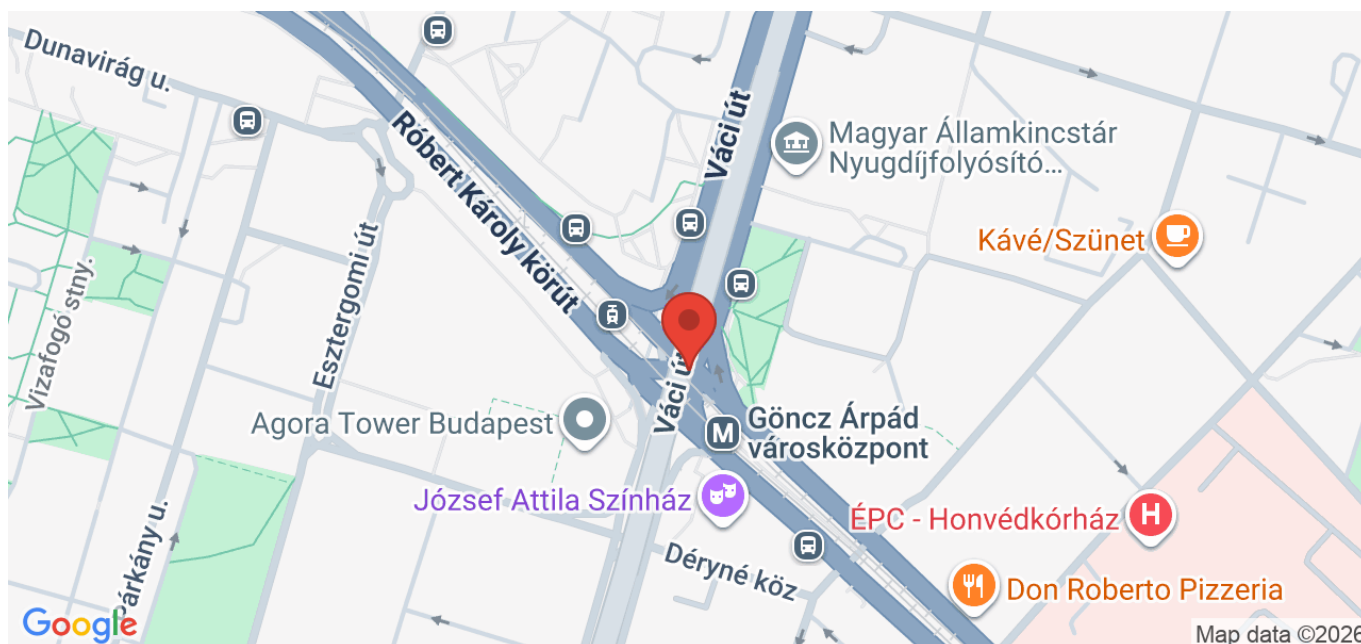 Dunavirág u.
Róbert Károly körút
Váci út
Magyar Államkincstár
Nyugdíjfolyósító...
Kávé/Szünet
Vizafogó stny.
Esztergomi út
Váci út
Agora Tower Budapest
M
Göncz Árpád
városközpont
József Attila Színház
ÉPC - Honvédkórház
H
Déryné köz
Don Roberto Pizzeria
Párkány u.
Google
Map data ©2026